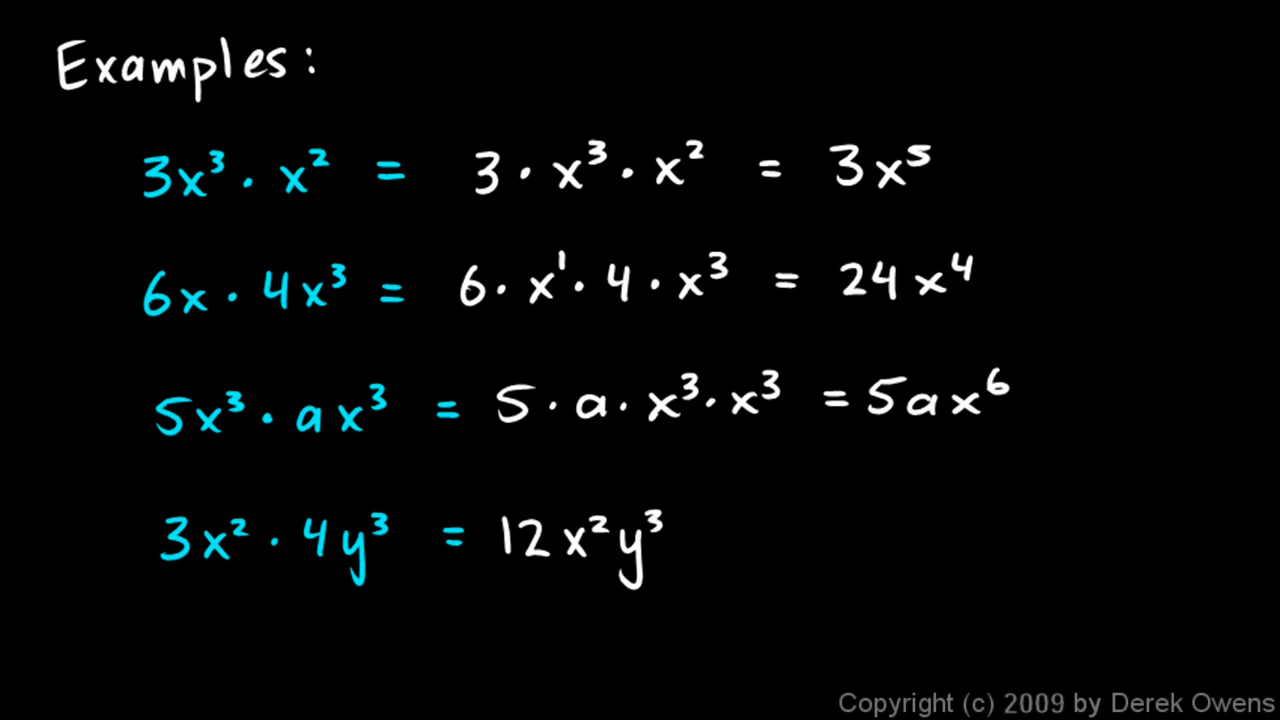 Examples:
3x³ · x² = 3 · x³ · x² = 3x⁵
6x · 4x³ = 6 · x¹ · 4 · x³ = 24x⁴
5x³ · ax³ = 5 · a · x³ · x³ = 5ax⁶
3x² · 4y³ = 12x²y³
Copyright (c) 2009 by Derek Owens